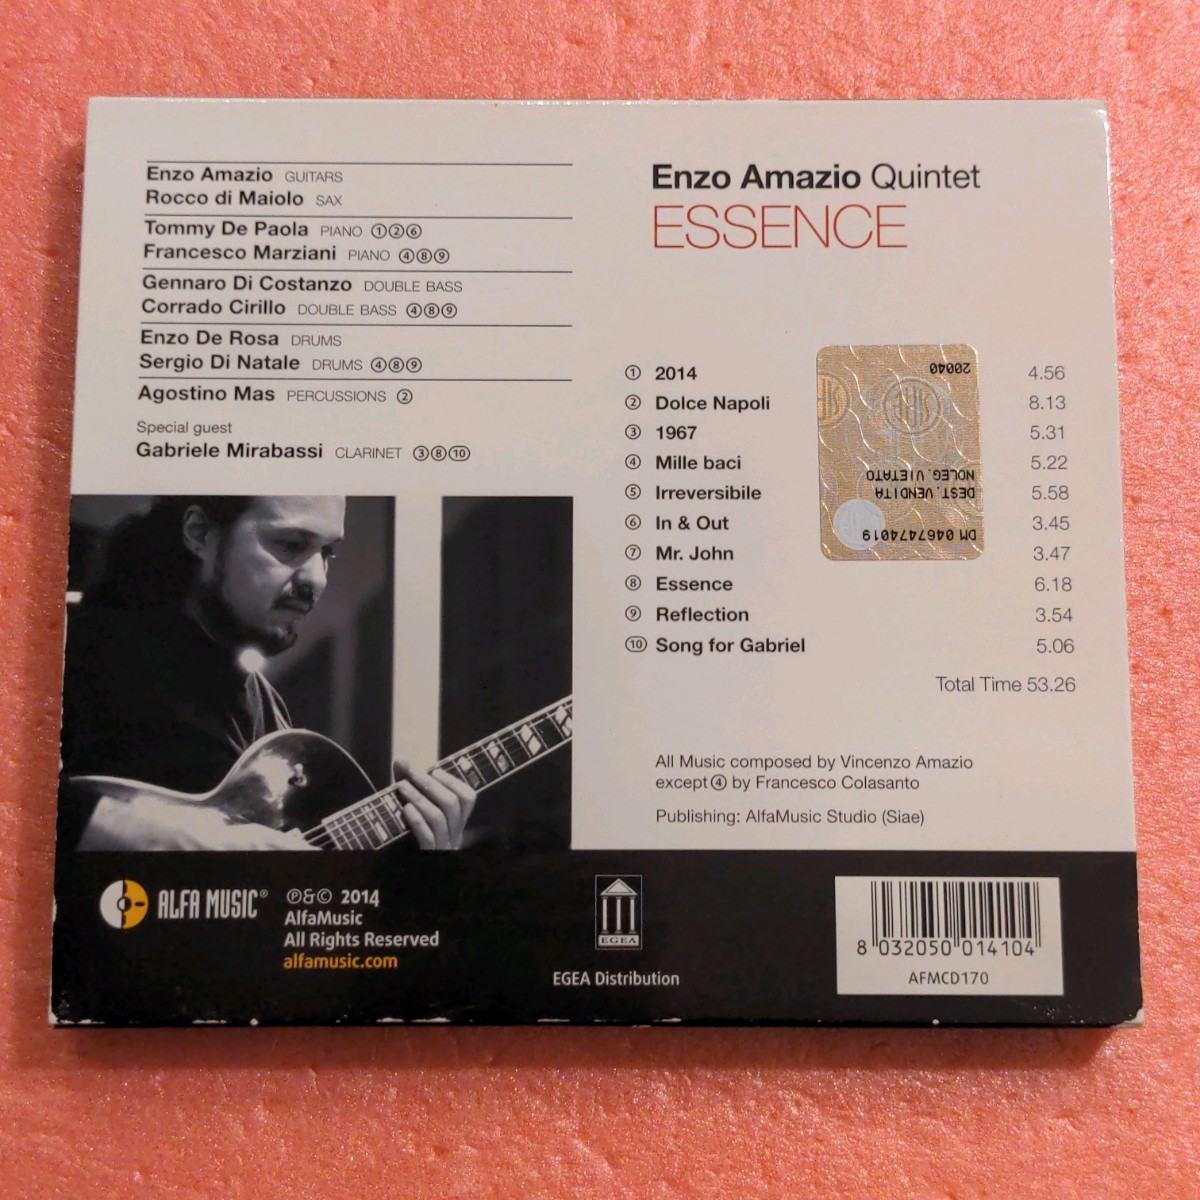 Enzo Amazio GUITARS
Rocco di Maiolo SAX
Tommy De Paola PIANO ①②⑥
Francesco Marziani PIANO ④⑧⑨
Gennaro Di Costanzo DOUBLE BASS
Corrado Cirillo DOUBLE BASS ④⑧⑨
Enzo De Rosa DRUMS
Sergio Di Natale DRUMS ④⑧⑨
Agostino Mas PERCUSSIONS ②
Special guest
Gabriele Mirabassi CLARINET ③⑧⑩
Enzo Amazio Quintet
ESSENCE
① 2014 4.56
② Dolce Napoli 8.13
③ 1967 5.31
④ Mille baci 5.22
⑤ Irreversibile 5.58
⑥ In & Out 3.45
⑦ Mr. John 3.47
⑧ Essence 6.18
⑨ Reflection 3.54
⑩ Song for Gabriel 5.06
Total Time 53.26
DM 0467474019
DEST.VENDITA
NOLEG.VIETATO
20040
All Music composed by Vincenzo Amazio
except ④ by Francesco Colasanto
Publishing: AlfaMusic Studio (Siae)
ALFA MUSIC®
℗&© 2014
AlfaMusic
All Rights Reserved
alfamusic.com
EGEA
EGEA Distribution
8 032050 014104
AFMCD170